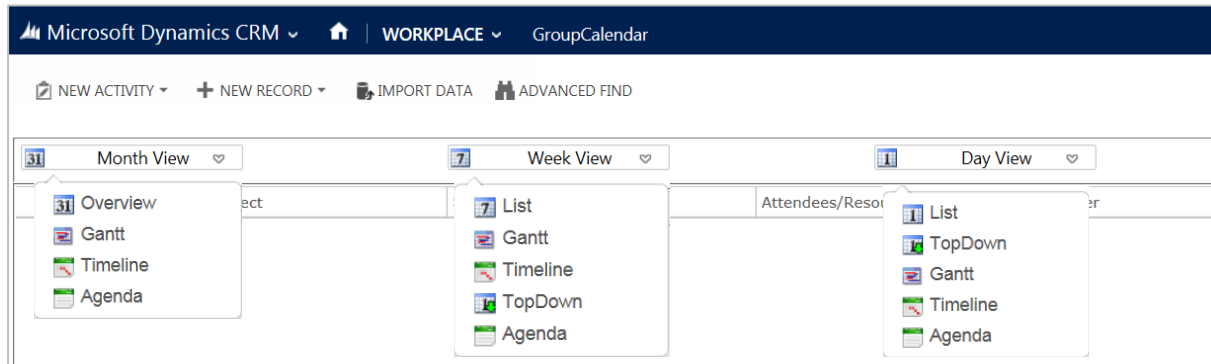 Microsoft Dynamics CRM WORKPLACE GroupCalendar
NEW ACTIVITY NEW RECORD IMPORT DATA ADVANCED FIND
31 Month View 7 Week View 1 Day View
ect Attendees/Resou er
31 Overview
Gantt
Timeline
Agenda
7 List
Gantt
Timeline
TopDown
Agenda
1 List
TopDown
Gantt
Timeline
Agenda